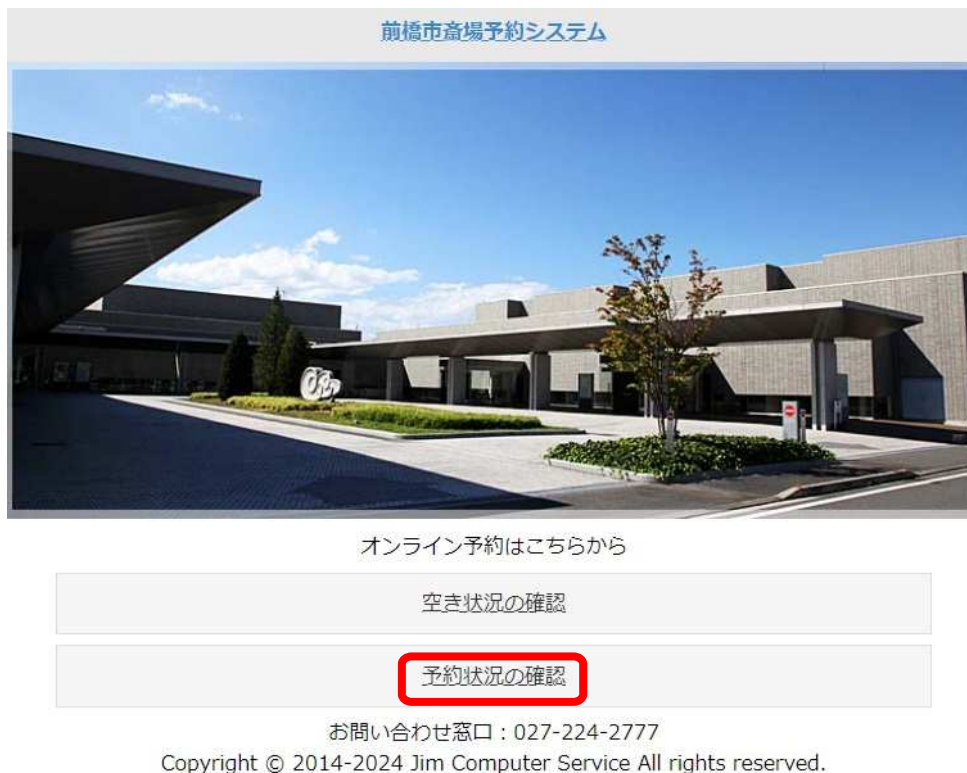 前橋市斎場予約システム
オンライン予約はこちらから
空き状況の確認
予約状況の確認
お問い合わせ窓口：027-224-2777
Copyright © 2014-2024 Jim Computer Service All rights reserved.